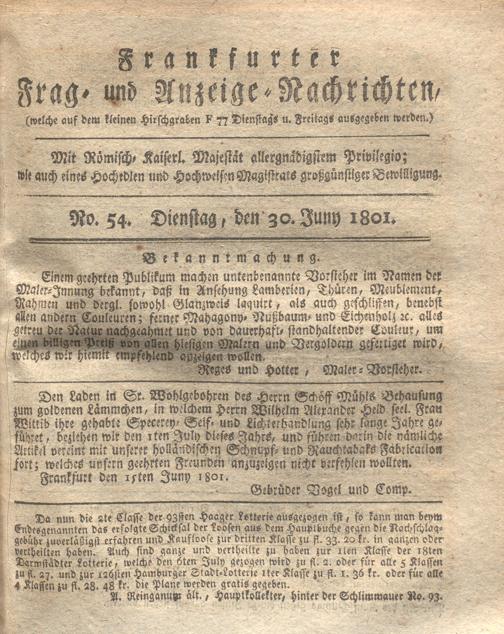 Frankfurter
Frag- und Anzeige-Nachrichten,
(welche auf dem kleinen Hirschgraben F 77 Dienstags u. Freitags ausgegeben werden.)
Mit Römisch-Kaiserl. Majestät allergnädigstem Privilegio;
wie auch eines Hochedlen und Hochweisen Magistrats großgünstiger Bewilligung.
No. 54. Dienstag, den 30. Juny 1801.
Bekanntmachung.
Einem geehrten Publikum machen untenbenannte Vorsteher im Namen der
Maler-Innung bekannt, daß in Ansehung Lamberien, Thüren, Meublement,
Rahmen und dergl. sowohl Glanzweis laquirt, als auch geschliffen, benebst
allen andern Couleuren; ferner Mahagony- Nußbaum- und Eichenholz ꝛc. alles
getreu der Natur nachgeahmet und von dauerhaft, standhaltender Couleur, um
einen billigen Preiß von allen hiesigen Malern und Vergoldern gefertiget wird,
welches wir hiemit empfehlend anzeigen wollen.
Reges und Hotter, Maler-Vorsteher.
Den Laden in Sr. Wohlgebohren des Herrn Schöff Mühls Behausung
zum goldenen Lämmchen, in welchem Herrn Wilhelm Alexander Held seel. Frau
Wittib ihre gehabte Specerey- Seif- und Lichterhandlung sehr lange Jahre ge-
führet, beziehen wir den 1ten July dieses Jahrs, und führen darin die nämliche
Artikel vereint mit unserer holländischen Schnupf- und Rauchtabaks Fabrication
fort; welches unsern geehrten Freunden anzuzeigen nicht verfehlen wollten.
Frankfurt den 15ten Juny 1801.
Gebrüder Vogel und Comp.
Da nun die 2te Classe der 93sten Haager Lotterie ausgezogen ist, so kann man beym
Endesgenannten das erfolgte Schicksal der Loosen aus dem Hauptbuche gegen die Nachschlag-
gebühr zuverläßigst erfahren und Kaufloose zur dritten Klasse zu fl. 33. 20 kr. in ganzen oder
vertheilten haben. Auch sind ganze und vertheilte zu haben zur 1ten Klasse der 18ten
Darmstädter Lotterie, welche den 6ten July gezogen wird zu fl. 2. oder für alle 5 Klassen
zu fl. 27. und zur 126sten Hamburger Stadt-Lotterie 1ter Klasse zu fl. 1. 36 kr. oder für alle
4 Klassen zu fl. 28. 48 kr. die Plane werden gratis gegeben.
A. Reinganum ält., Hauptkollekter, hinter der Schlimmauer No. 93.